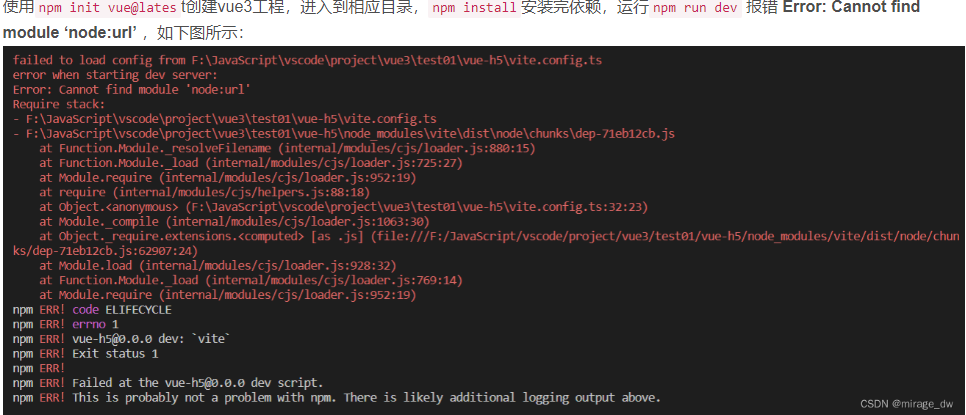 使用 npm init vue@lates t创建vue3工程，进入到相应目录， npm install 安装完依赖，运行 npm run dev 报错 Error: Cannot find
module ‘node:url’ ，如下图所示：
failed to load config from F:\JavaScript\vscode\project\vue3\test01\vue-h5\vite.config.ts
error when starting dev server:
Error: Cannot find module 'node:url'
Require stack:
- F:\JavaScript\vscode\project\vue3\test01\vue-h5\vite.config.ts
- F:\JavaScript\vscode\project\vue3\test01\vue-h5\node_modules\vite\dist\node\chunks\dep-71eb12cb.js
    at Function.Module._resolveFilename (internal/modules/cjs/loader.js:880:15)
    at Function.Module._load (internal/modules/cjs/loader.js:725:27)
    at Module.require (internal/modules/cjs/loader.js:952:19)
    at require (internal/modules/cjs/helpers.js:88:18)
    at Object.<anonymous> (F:\JavaScript\vscode\project\vue3\test01\vue-h5\vite.config.ts:32:23)
    at Module._compile (internal/modules/cjs/loader.js:1063:30)
    at Object._require.extensions.<computed> [as .js] (file:///F:/JavaScript/vscode/project/vue3/test01/vue-h5/node_modules/vite/dist/node/chun
ks/dep-71eb12cb.js:62907:24)
    at Module.load (internal/modules/cjs/loader.js:928:32)
    at Function.Module._load (internal/modules/cjs/loader.js:769:14)
    at Module.require (internal/modules/cjs/loader.js:952:19)
npm ERR! code ELIFECYCLE
npm ERR! errno 1
npm ERR! vue-h5@0.0.0 dev: `vite`
npm ERR! Exit status 1
npm ERR!
npm ERR! Failed at the vue-h5@0.0.0 dev script.
npm ERR! This is probably not a problem with npm. There is likely additional logging output above.
CSDN @mirage_dw